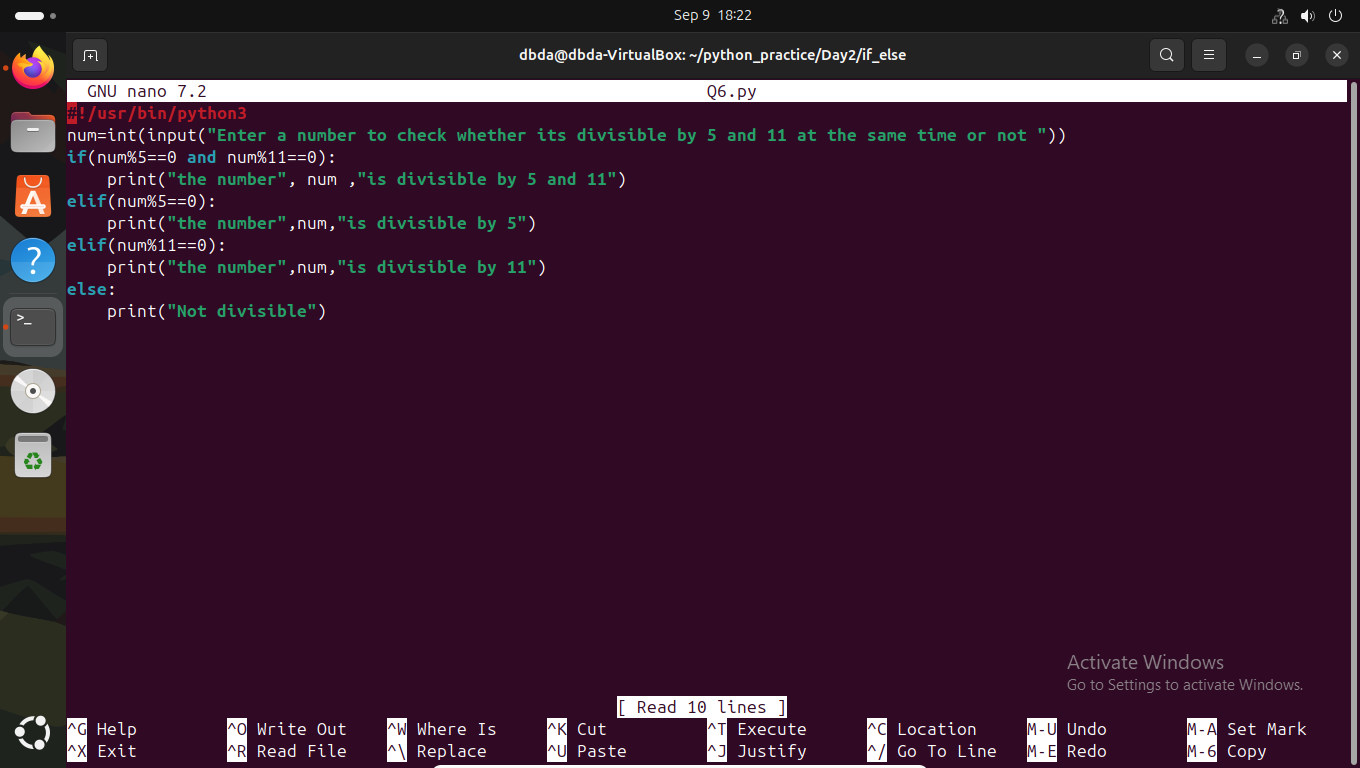 Sep 9 18:22
dbda@dbda-VirtualBox: ~/python_practice/Day2/if_else
GNU nano 7.2 Q6.py
#!/usr/bin/python3
num=int(input("Enter a number to check whether its divisible by 5 and 11 at the same time or not "))
if(num%5==0 and num%11==0):
    print("the number", num ,"is divisible by 5 and 11")
elif(num%5==0):
    print("the number",num,"is divisible by 5")
elif(num%11==0):
    print("the number",num,"is divisible by 11")
else:
    print("Not divisible")
Activate Windows
Go to Settings to activate Windows.
[ Read 10 lines ]
^G Help ^O Write Out ^W Where Is ^K Cut ^T Execute ^C Location M-U Undo M-A Set Mark
^X Exit ^R Read File ^\ Replace ^U Paste ^J Justify ^/ Go To Line M-E Redo M-6 Copy